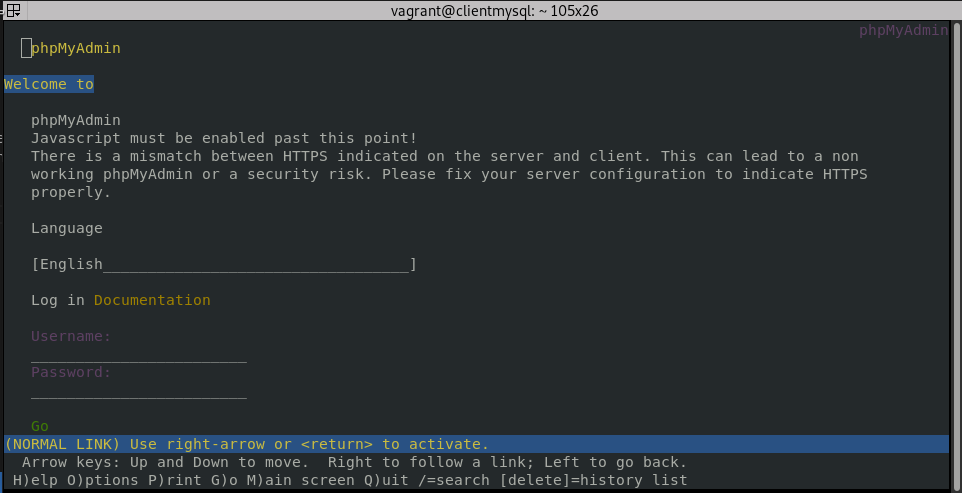 vagrant@clientmysql: ~ 105x26
phpMyAdmin
phpMyAdmin
Welcome to
phpMyAdmin
Javascript must be enabled past this point!
There is a mismatch between HTTPS indicated on the server and client. This can lead to a non
working phpMyAdmin or a security risk. Please fix your server configuration to indicate HTTPS
properly.
Language
[English__________________________________]
Log in Documentation
Username:
________________________
Password:
________________________
Go
(NORMAL LINK) Use right-arrow or <return> to activate.
Arrow keys: Up and Down to move.  Right to follow a link; Left to go back.
H)elp O)ptions P)rint G)o M)ain screen Q)uit /=search [delete]=history list